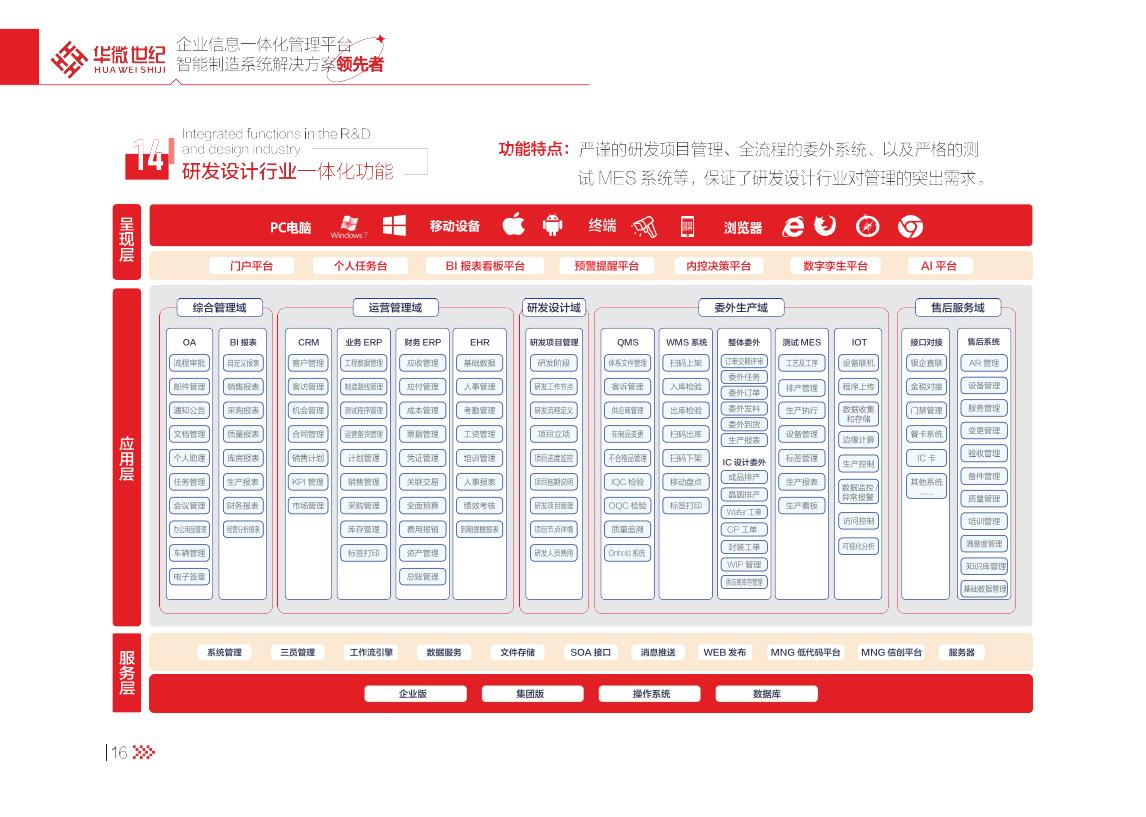 华微世纪
HUA WEI SHIJI
企业信息一体化管理平台
智能制造系统解决方案领先者
14
Integrated functions in the R&D
and design industry
研发设计行业一体化功能
功能特点：严谨的研发项目管理、全流程的委外系统、以及严格的测
试 MES 系统等，保证了研发设计行业对管理的突出需求。
呈现层
PC电脑
Windows 7
移动设备
终端
浏览器
门户平台
个人任务台
BI 报表看板平台
预警提醒平台
内控决策平台
数字孪生平台
AI 平台
应用层
综合管理域
OA
流程审批
邮件管理
通知公告
文档管理
个人助理
任务管理
会议管理
办公用品管理
车辆管理
电子签章
BI 报表
自定义报表
销售报表
采购报表
质量报表
库房报表
生产报表
财务报表
经营分析报表
运营管理域
CRM
客户管理
客访管理
机会管理
合同管理
销售计划
KPI 管理
市场管理
业务 ERP
工程数据管理
制造路线管理
测试程序管理
运营备货管理
计划管理
销售管理
采购管理
库存管理
标签打印
财务 ERP
应收管理
应付管理
成本管理
票据管理
凭证管理
关联交易
全面预算
费用报销
资产管理
总账管理
EHR
基础数据
人事管理
考勤管理
工资管理
培训管理
人事报表
绩效考核
到期提醒报表
研发设计域
研发项目管理
研发阶段
研发工作节点
研发流程定义
项目立项
项目进度监控
项目拖期说明
研发项目管理
项目节点详情
研发人员费用
委外生产域
QMS
体系文件管理
客诉管理
供应商管理
在制品变更
不合格品管理
IQC 检验
OQC 检验
质量追溯
Onhold 系统
WMS 系统
扫码上架
入库检验
出库检验
扫码出库
扫码下架
移动盘点
标签打印
整体委外
订单交期评审
委外任务
委外订单
委外发料
委外到货
生产报表
IC 设计委外
成品排产
晶圆排产
Wafer 工单
CP 工单
封装工单
WIP 管理
供应商库存管理
测试 MES
工艺及工序
排产管理
生产执行
设备管理
标签管理
生产报表
生产看板
IOT
设备联机
程序上传
数据收集
和存储
边缘计算
生产控制
数据监控/
异常报警
访问控制
可视化分析
售后服务域
接口对接
银企直联
金税对接
门禁管理
餐卡系统
IC 卡
其他系统
......
售后系统
AR 管理
设备管理
服务管理
变更管理
验收管理
备件管理
质量管理
培训管理
满意度管理
知识库管理
基础数据管理
服务层
系统管理
三员管理
工作流引擎
数据服务
文件存储
SOA 接口
消息推送
WEB 发布
MNG 低代码平台
MNG 信创平台
服务器
企业版
集团版
操作系统
数据库
16